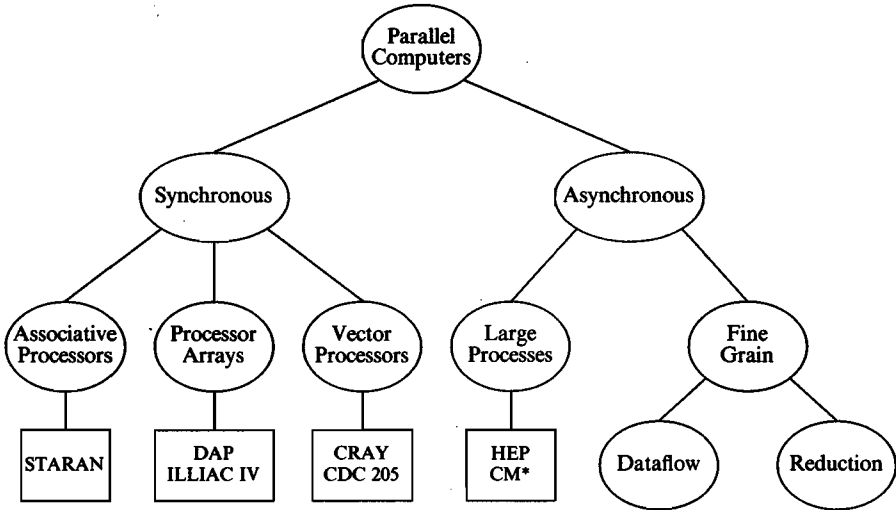 Parallel
Computers
Synchronous
Asynchronous
Associative
Processors
Processor
Arrays
Vector
Processors
Large
Processes
Fine
Grain
STARAN
DAP
ILLIAC IV
CRAY
CDC 205
HEP
CM*
Dataflow
Reduction